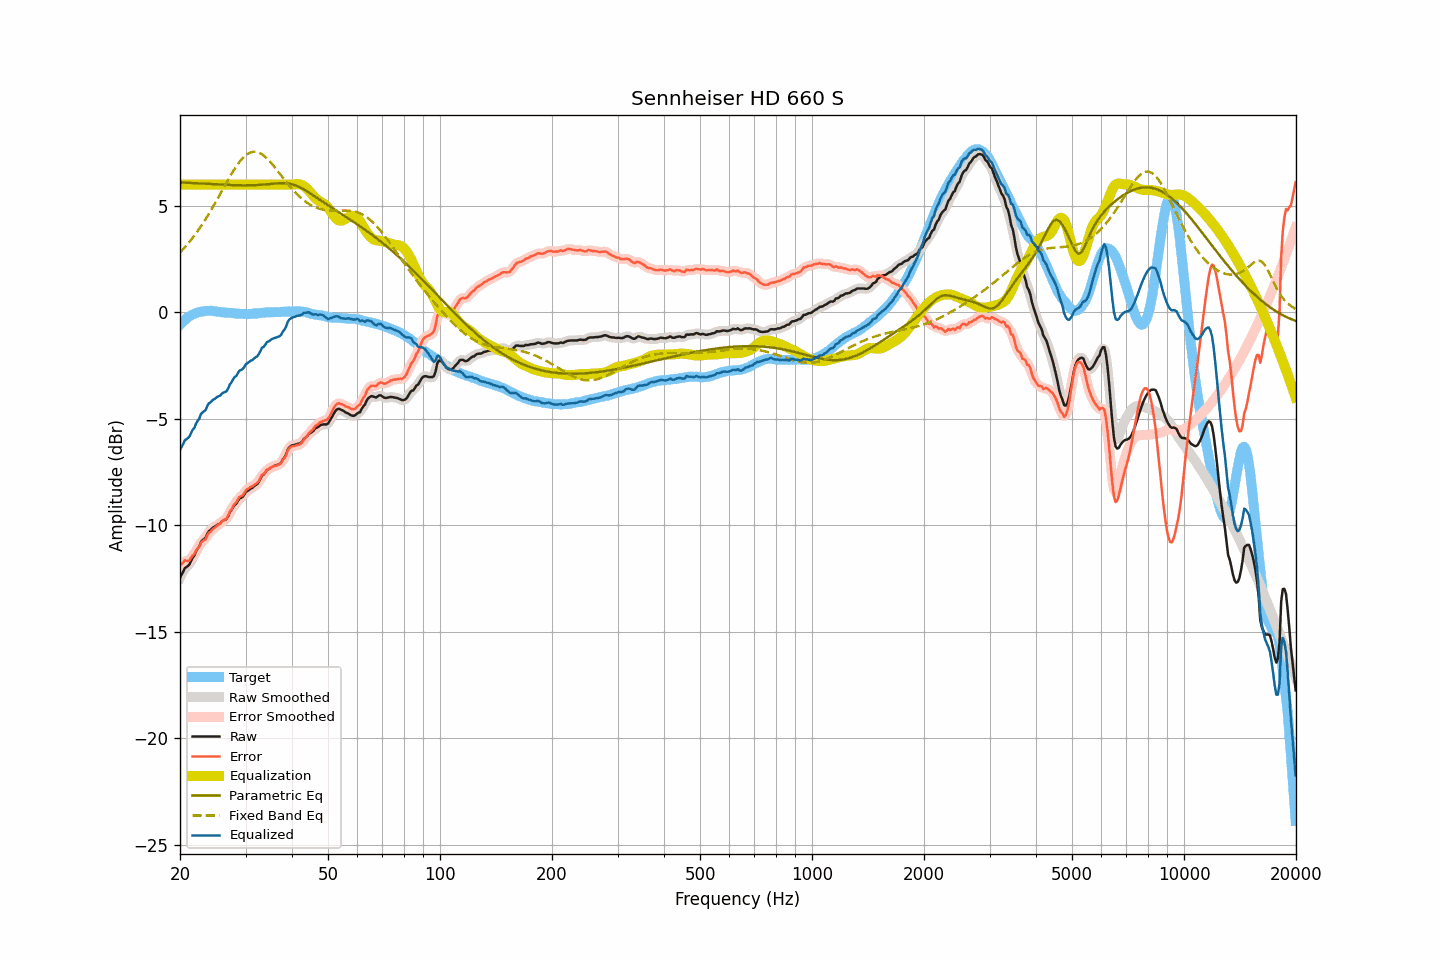 Sennheiser HD 660 S
Amplitude (dBr)
5
0
−5
−10
−15
−20
−25
Target
Raw Smoothed
Error Smoothed
Raw
Error
Equalization
Parametric Eq
Fixed Band Eq
Equalized
20 50 100 200 500 1000 2000 5000 10000 20000
Frequency (Hz)